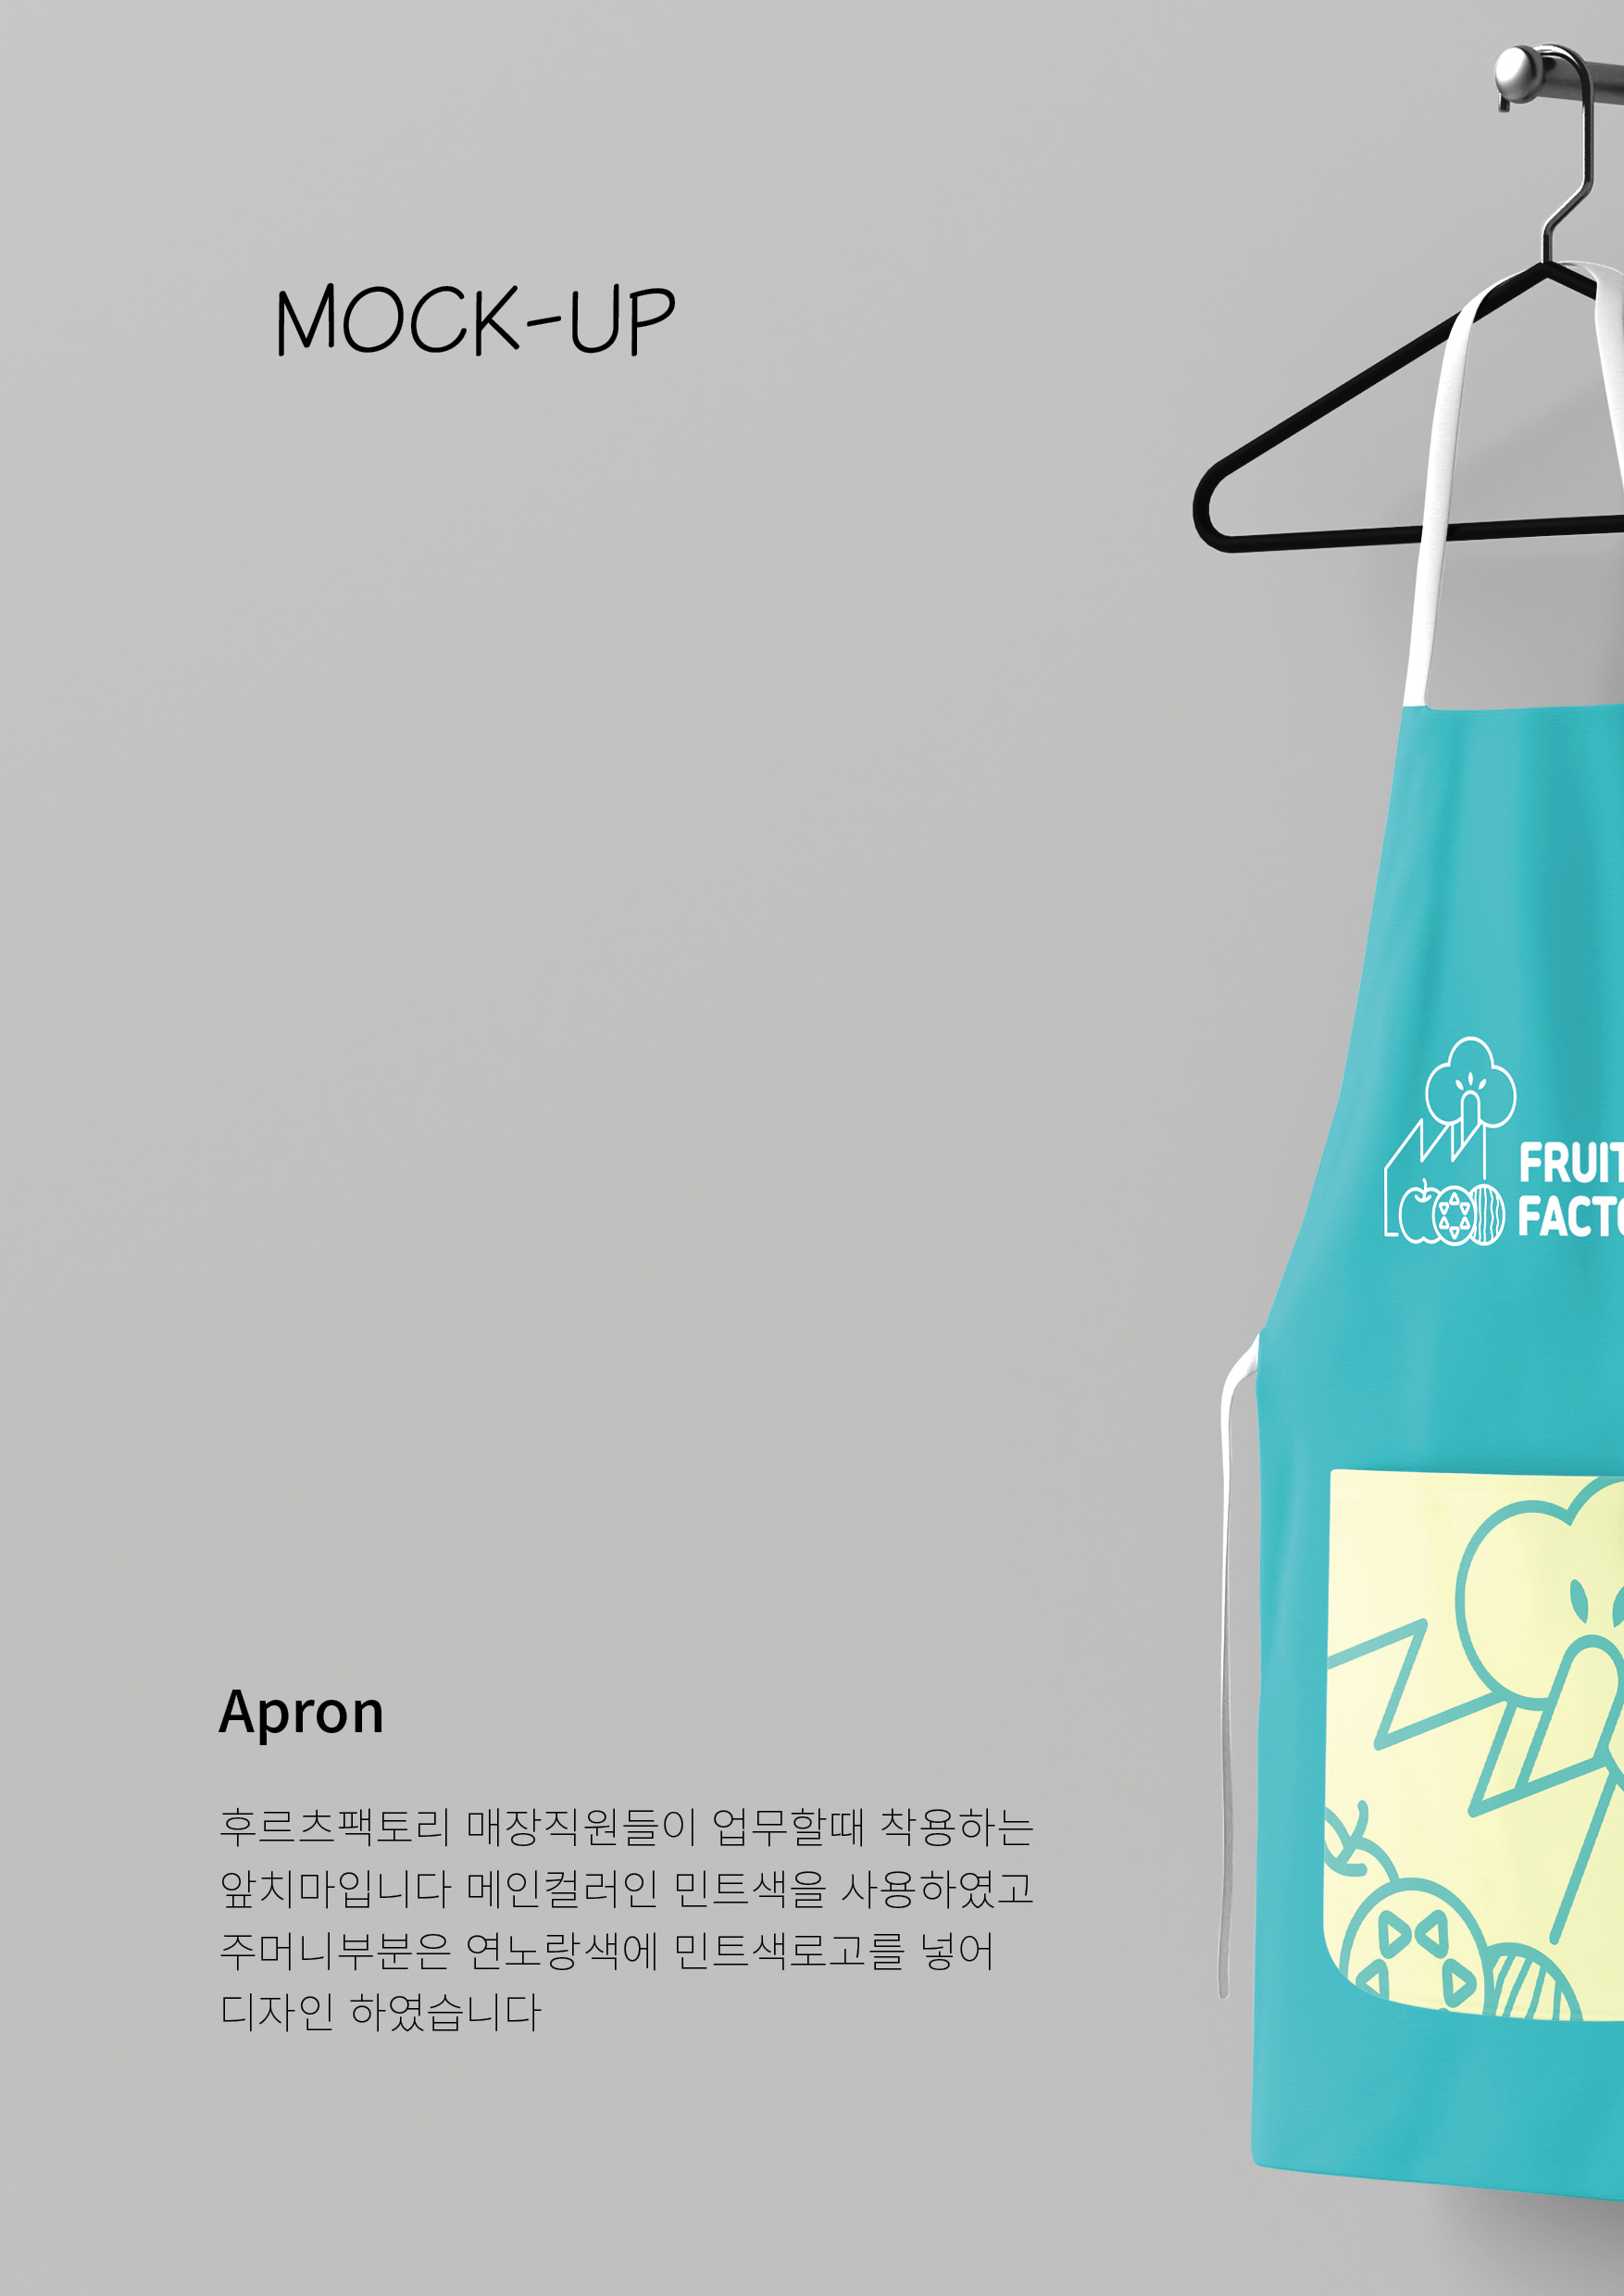 MOCK-UP
FRUIT
FACTO
Apron
후르츠팩토리 매장직원들이 업무할때 착용하는
앞치마입니다 메인컬러인 민트색을 사용하였고
주머니부분은 연노랑색에 민트색로고를 넣어
디자인 하였습니다